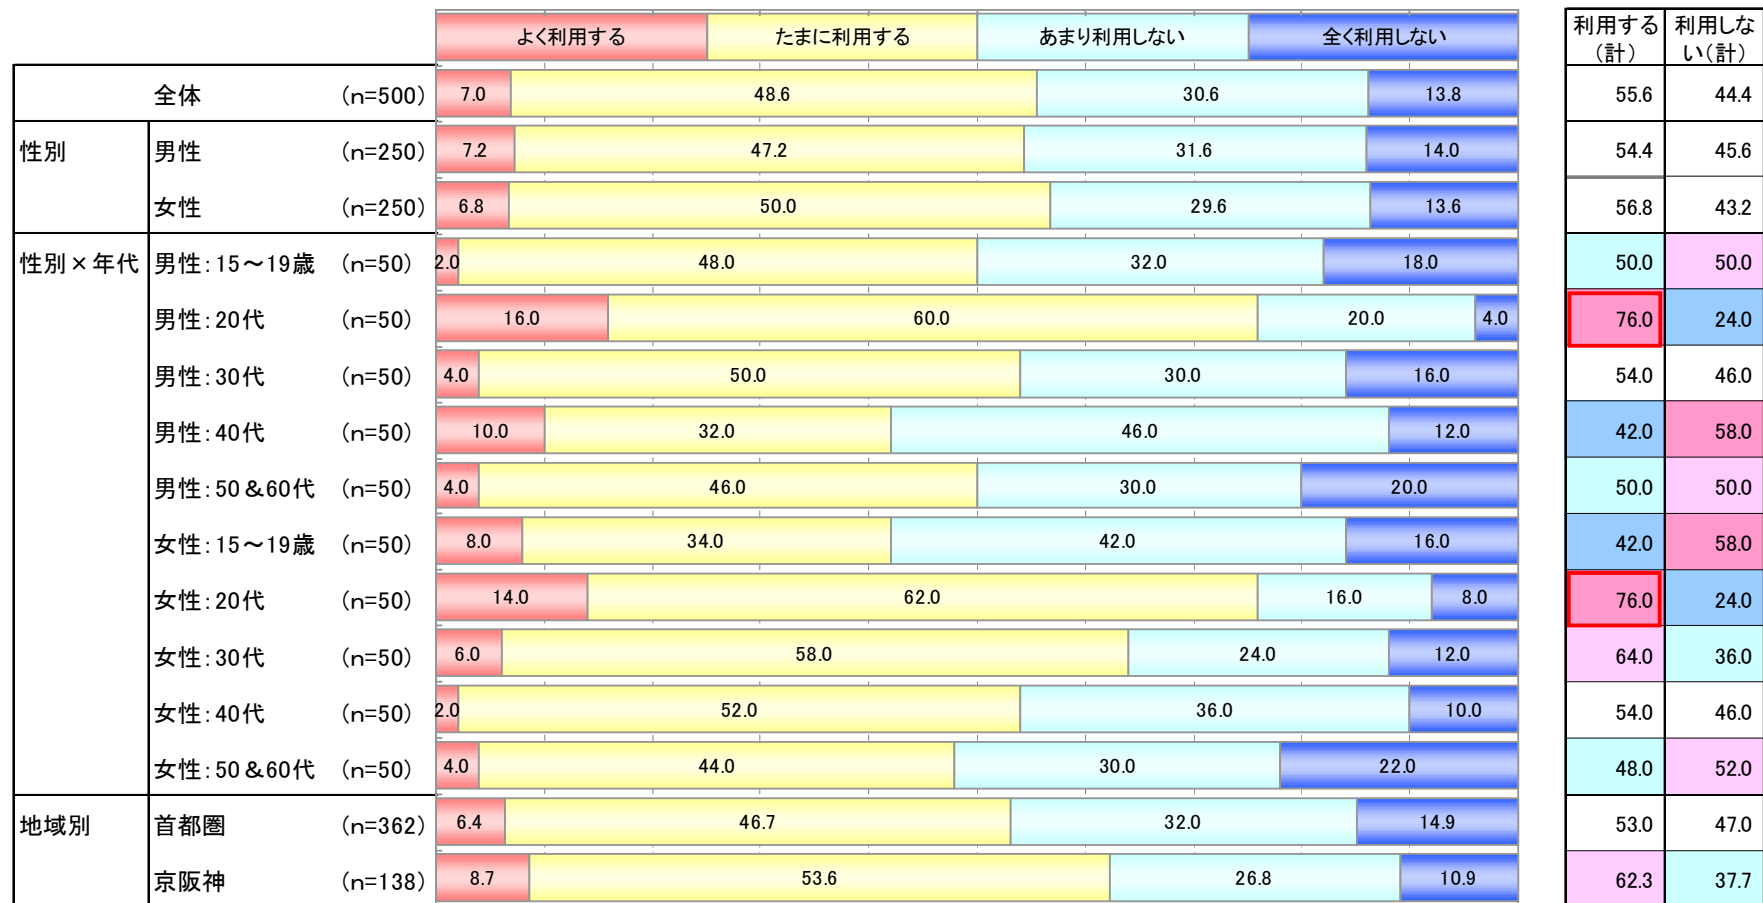 よく利用する たまに利用する あまり利用しない 全く利用しない 利用する（計） 利用しない（計）
全体 （n=500） 7.0 48.6 30.6 13.8 55.6 44.4
性別 男性 （n=250） 7.2 47.2 31.6 14.0 54.4 45.6
女性 （n=250） 6.8 50.0 29.6 13.6 56.8 43.2
性別×年代 男性：15～19歳 （n=50） 2.0 48.0 32.0 18.0 50.0 50.0
男性：20代 （n=50） 16.0 60.0 20.0 4.0 76.0 24.0
男性：30代 （n=50） 4.0 50.0 30.0 16.0 54.0 46.0
男性：40代 （n=50） 10.0 32.0 46.0 12.0 42.0 58.0
男性：50＆60代 （n=50） 4.0 46.0 30.0 20.0 50.0 50.0
女性：15～19歳 （n=50） 8.0 34.0 42.0 16.0 42.0 58.0
女性：20代 （n=50） 14.0 62.0 16.0 8.0 76.0 24.0
女性：30代 （n=50） 6.0 58.0 24.0 12.0 64.0 36.0
女性：40代 （n=50） 2.0 52.0 36.0 10.0 54.0 46.0
女性：50＆60代 （n=50） 4.0 44.0 30.0 22.0 48.0 52.0
地域別 首都圏 （n=362） 6.4 46.7 32.0 14.9 53.0 47.0
京阪神 （n=138） 8.7 53.6 26.8 10.9 62.3 37.7